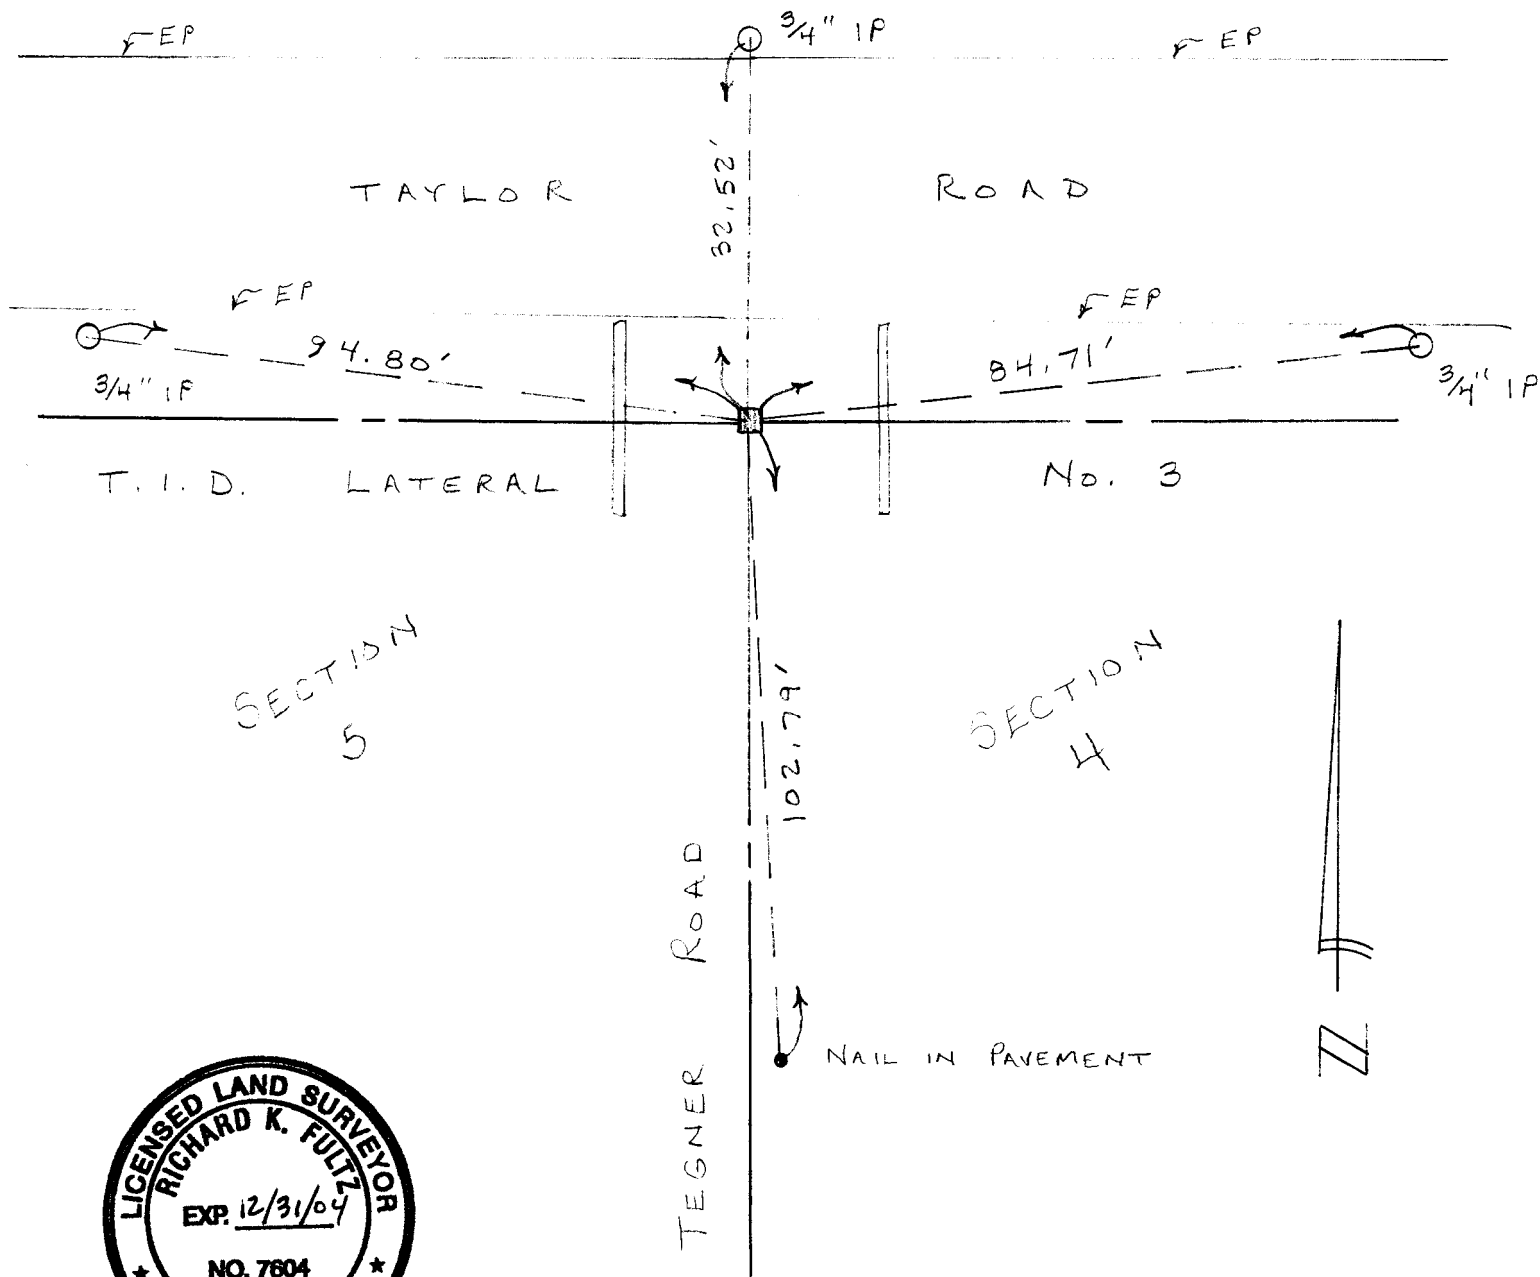 EP
3/4" IP
EP
32.52'
TAYLOR ROAD
EP
EP
94.80'
84.71'
3/4" IP
3/4" IP
T.I.D. LATERAL No. 3
SECTION
5
SECTION
4
102.79'
TEGNER ROAD
NAIL IN PAVEMENT
N
LICENSED LAND SURVEYOR
RICHARD K. FULTZ
EXP. 12/31/04
NO. 7604